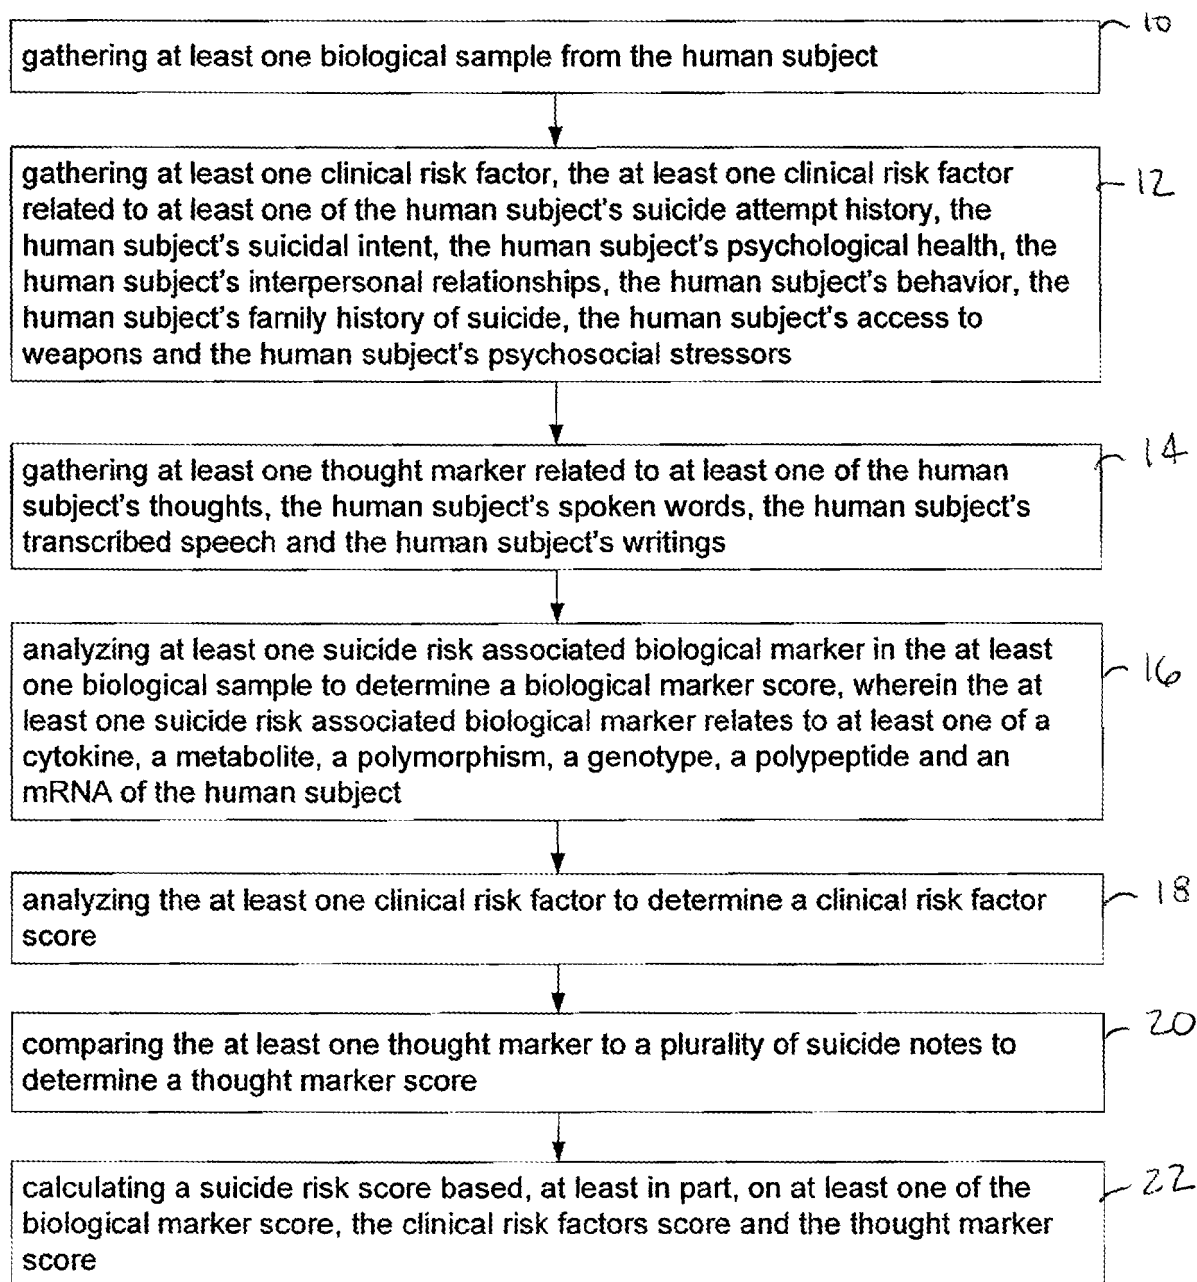 gathering at least one biological sample from the human subject
10
gathering at least one clinical risk factor, the at least one clinical risk factor
related to at least one of the human subject's suicide attempt history, the
human subject's suicidal intent, the human subject's psychological health, the
human subject's interpersonal relationships, the human subject's behavior, the
human subject's family history of suicide, the human subject's access to
weapons and the human subject's psychosocial stressors
12
gathering at least one thought marker related to at least one of the human
subject's thoughts, the human subject's spoken words, the human subject's
transcribed speech and the human subject's writings
14
analyzing at least one suicide risk associated biological marker in the at least
one biological sample to determine a biological marker score, wherein the at
least one suicide risk associated biological marker relates to at least one of a
cytokine, a metabolite, a polymorphism, a genotype, a polypeptide and an
mRNA of the human subject
16
analyzing the at least one clinical risk factor to determine a clinical risk factor
score
18
comparing the at least one thought marker to a plurality of suicide notes to
determine a thought marker score
20
calculating a suicide risk score based, at least in part, on at least one of the
biological marker score, the clinical risk factors score and the thought marker
score
22